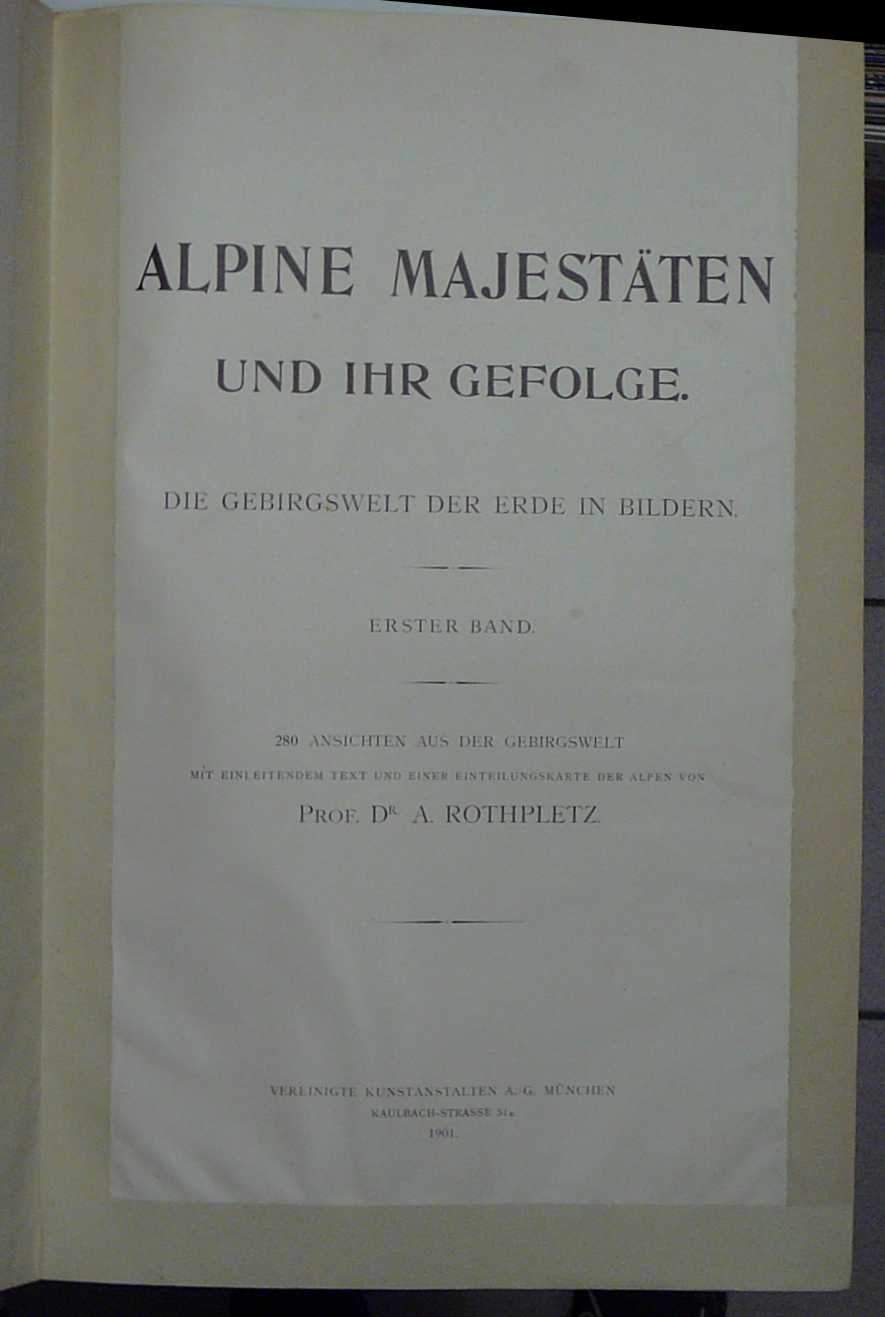 ALPINE MAJESTÄTEN
UND IHR GEFOLGE.
DIE GEBIRGSWELT DER ERDE IN BILDERN.
ERSTER BAND.
280 ANSICHTEN AUS DER GEBIRGSWELT
MIT EINLEITENDEM TEXT UND EINER EINTEILUNGSKARTE DER ALPEN VON
PROF. DR. A. ROTHPLETZ.
VEREINIGTE KUNSTANSTALTEN A.-G. MÜNCHEN
KAULBACH-STRASSE 51a
1901.